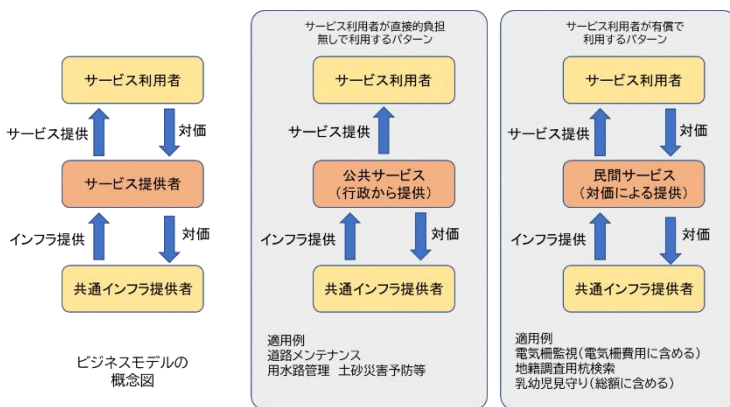 サービス利用者
サービス提供
対価
サービス提供者
インフラ提供
対価
共通インフラ提供者
ビジネスモデルの
概念図
サービス利用者が直接的負担
無しで利用するパターン
サービス利用者
サービス提供
公共サービス
（行政から提供）
インフラ提供
対価
共通インフラ提供者
適用例
道路メンテナンス
用水路管理　土砂災害予防等
サービス利用者が有償で
利用するパターン
サービス利用者
サービス提供
対価
民間サービス
（対価による提供）
インフラ提供
対価
共通インフラ提供者
適用例
電気柵監視（電気柵費用に含める）
地籍調査用杭検索
乳幼児見守り（総額に含める）